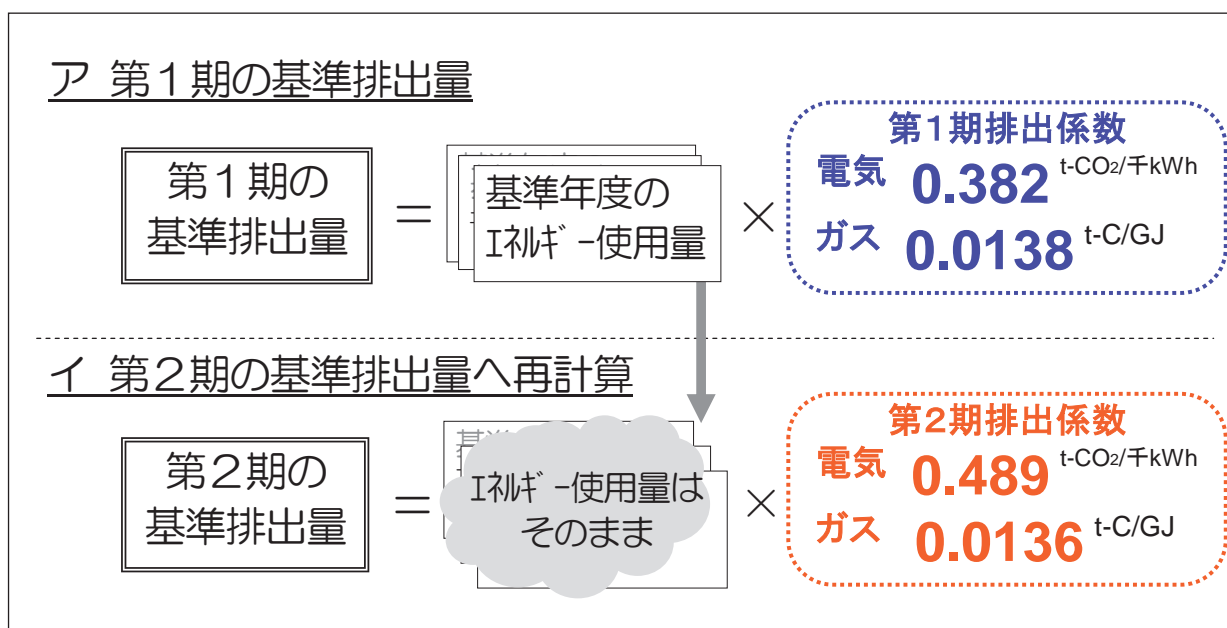 ア 第１期の基準排出量
第１期の
基準排出量
＝
基準年度の
ｴﾈﾙｷﾞｰ使用量
×
第1期排出係数
電気 0.382 t-CO2/千kWh
ガス 0.0138 t-C/GJ
イ 第２期の基準排出量へ再計算
第２期の
基準排出量
＝
ｴﾈﾙｷﾞｰ使用量は
そのまま
×
第2期排出係数
電気 0.489 t-CO2/千kWh
ガス 0.0136 t-C/GJ